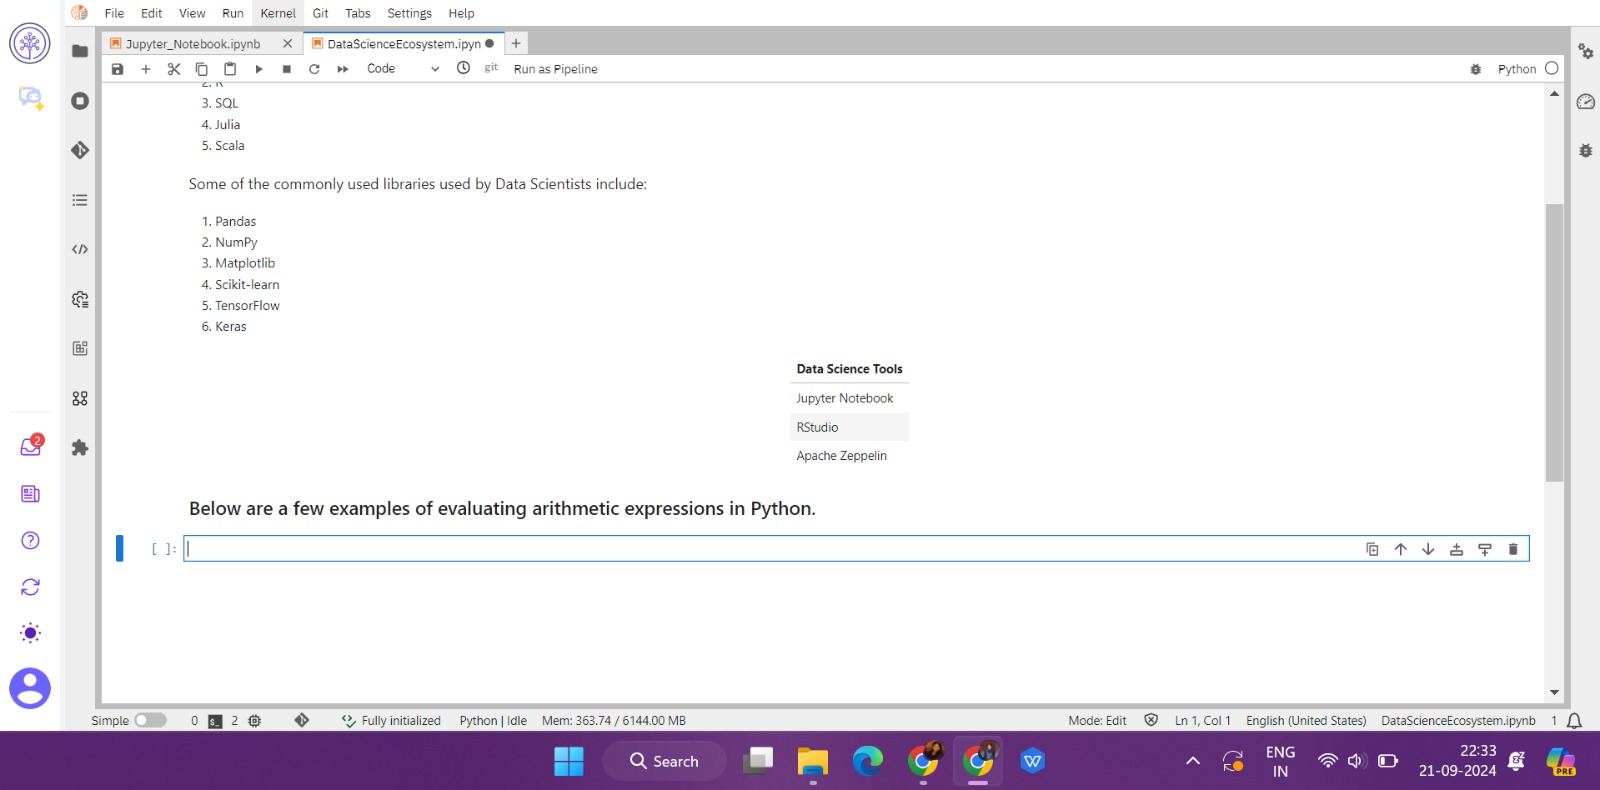 File Edit View Run Kernel Git Tabs Settings Help
Jupyter_Notebook.ipynb DataScienceEcosystem.ipyn
Code git Run as Pipeline Python
2. R
3. SQL
4. Julia
5. Scala
Some of the commonly used libraries used by Data Scientists include:
1. Pandas
2. NumPy
3. Matplotlib
4. Scikit-learn
5. TensorFlow
6. Keras
Data Science Tools
Jupyter Notebook
RStudio
Apache Zeppelin
Below are a few examples of evaluating arithmetic expressions in Python.
[ ]:
2
Simple 0 $_ 2 Fully initialized Python | Idle Mem: 363.74 / 6144.00 MB Mode: Edit Ln 1, Col 1 English (United States) DataScienceEcosystem.ipynb 1
Search W ENG IN 22:33 21-09-2024 PRE